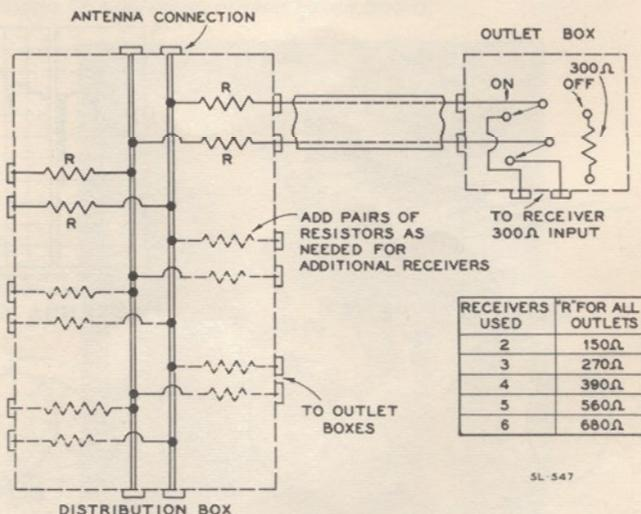 ANTENNA CONNECTION
OUTLET BOX
300Ω
ON
OFF
R
R
R
R
TO RECEIVER
300Ω INPUT
ADD PAIRS OF
RESISTORS AS
NEEDED FOR
ADDITIONAL RECEIVERS
RECEIVERS USED "R" FOR ALL OUTLETS
2 150Ω
3 270Ω
4 390Ω
5 560Ω
6 680Ω
TO OUTLET
BOXES
SL-547
DISTRIBUTION BOX